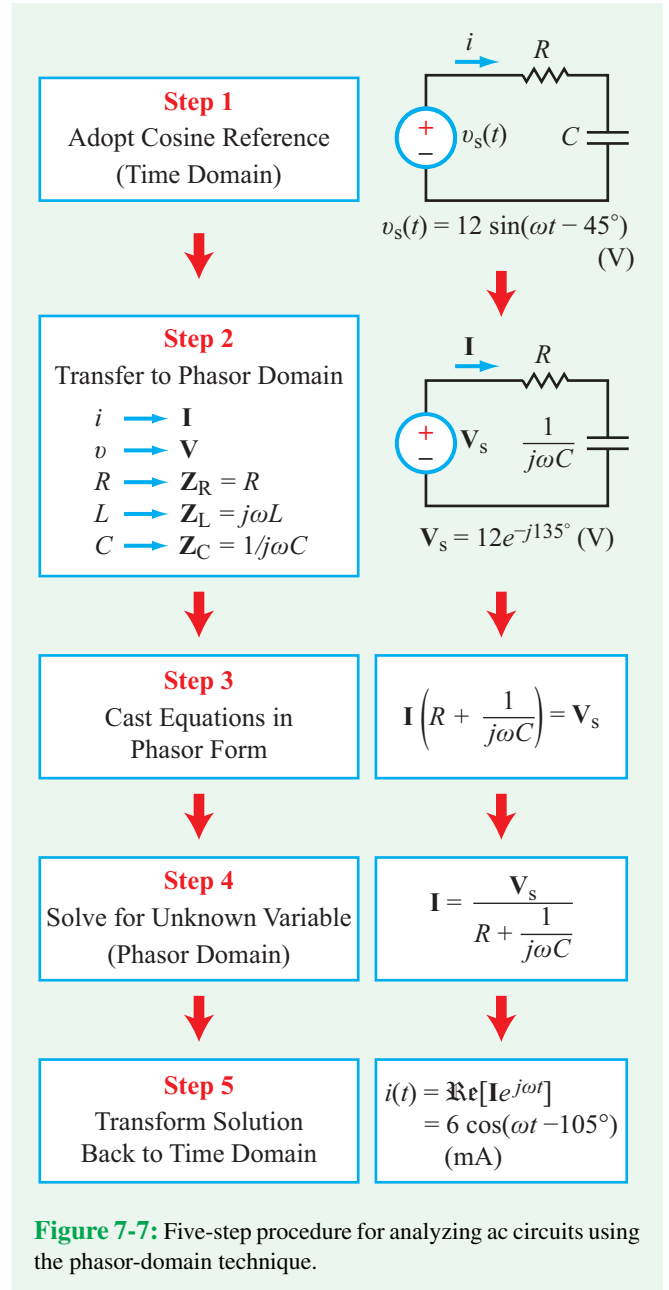 Step 1
Adopt Cosine Reference
(Time Domain)
i
R
+
−
υs(t)
C
υs(t) = 12 sin(ωt − 45°)
(V)
Step 2
Transfer to Phasor Domain
i → I
υ → V
R → ZR = R
L → ZL = jωL
C → ZC = 1/jωC
I
R
+
−
Vs
1
jωC
Vs = 12e^−j135° (V)
Step 3
Cast Equations in
Phasor Form
I (R + 1/jωC) = Vs
Step 4
Solve for Unknown Variable
(Phasor Domain)
I = Vs
R + 1/jωC
Step 5
Transform Solution
Back to Time Domain
i(t) = ℜ𝔢[Ie^jωt]
= 6 cos(ωt −105°)
(mA)
Figure 7-7: Five-step procedure for analyzing ac circuits using
the phasor-domain technique.